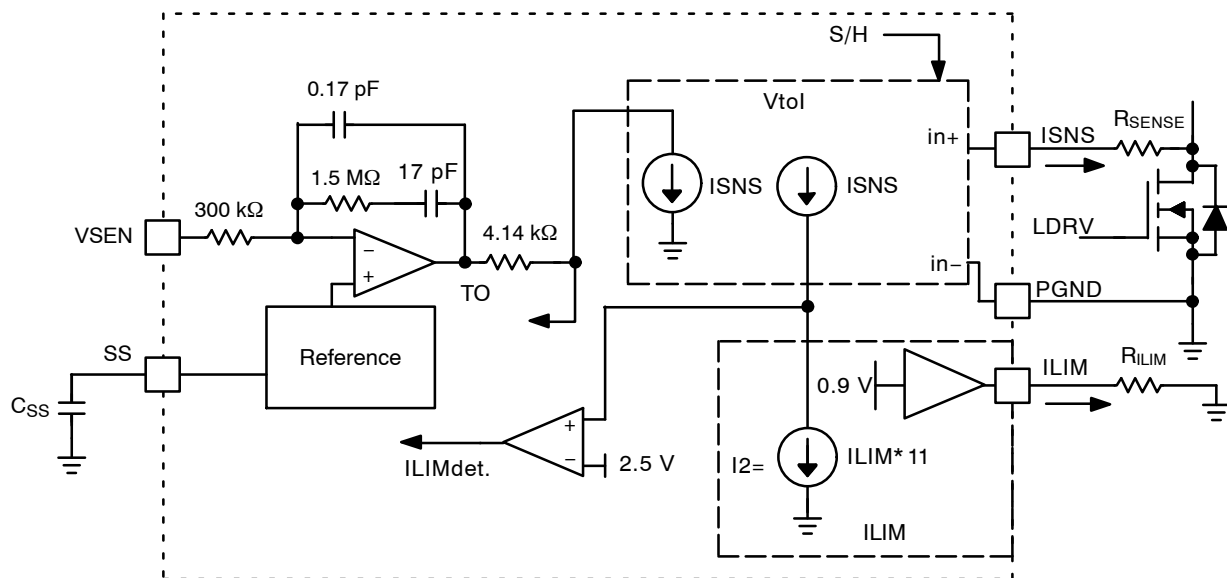 S/H
0.17 pF
Vtol
1.5 MΩ
17 pF
in+
ISNS
RSENSE
ISNS
ISNS
VSEN
300 kΩ
−
+
4.14 kΩ
TO
LDRV
in−
PGND
SS
Reference
CSS
0.9 V
ILIM
RILIM
+
−
2.5 V
ILIMdet.
I2=
ILIM* 11
ILIM